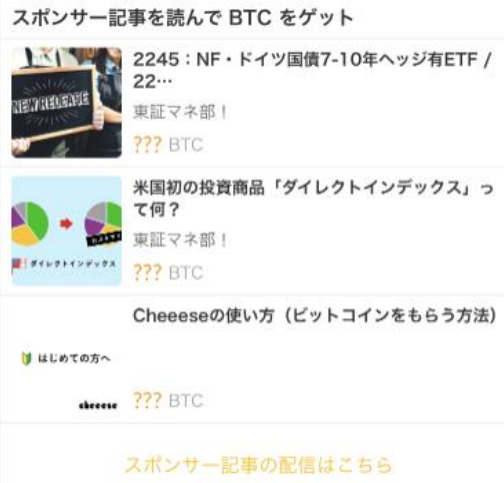 スポンサー記事を読んで BTC をゲット
2245：NF・ドイツ国債7-10年ヘッジ有ETF /
22…
NEW RELEASE
東証マネ部！
??? BTC
米国初の投資商品「ダイレクトインデックス」っ
て何？
カスタマイ
東証マネ部！
ダイレクトインデックス
??? BTC
Cheeeseの使い方（ビットコインをもらう方法）
はじめての方へ
cheeese
??? BTC
スポンサー記事の配信はこちら